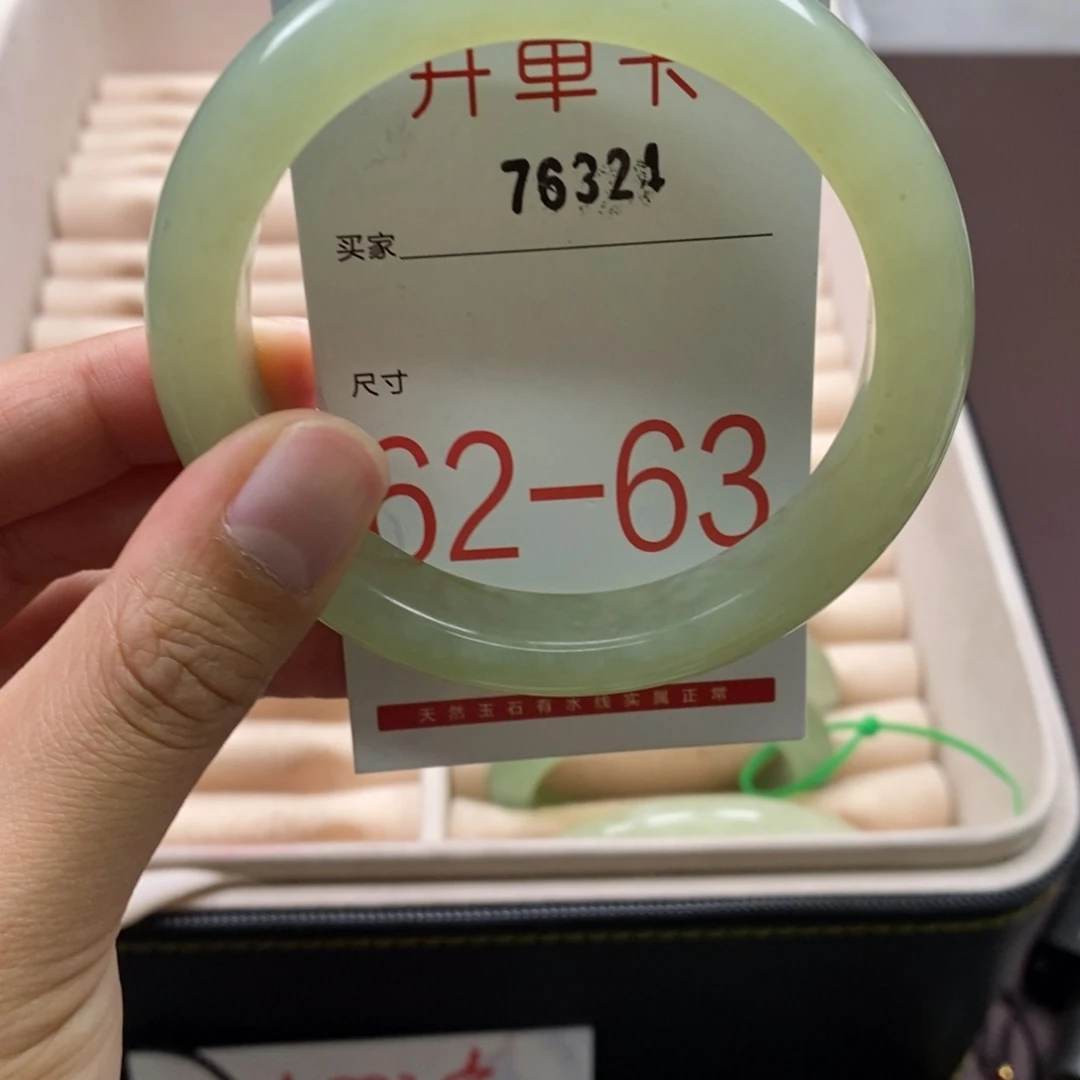 开单卡
76321
买家
尺寸
62-63
天然玉石有水线实属正常